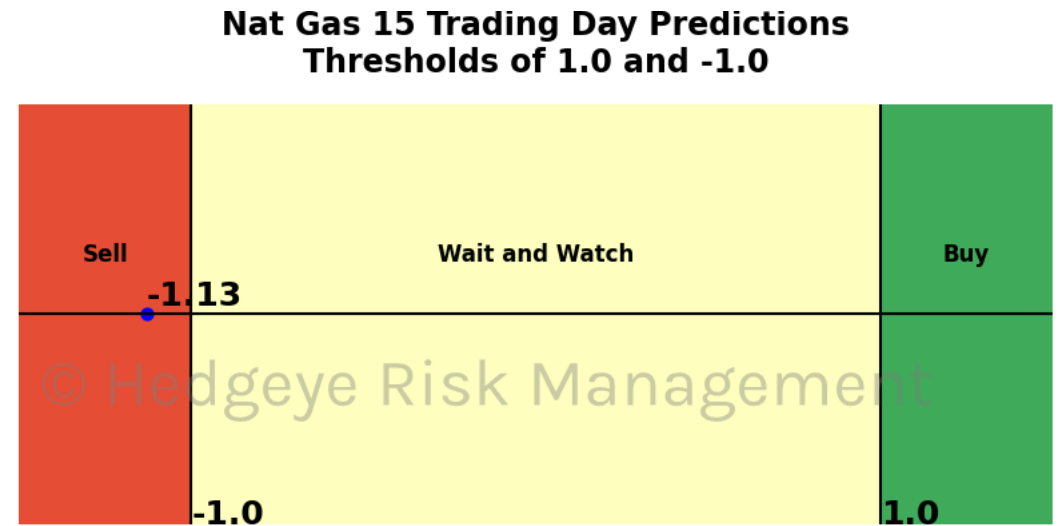 Nat Gas 15 Trading Day Predictions
Thresholds of 1.0 and -1.0
Sell
Wait and Watch
Buy
-1.13
© Hedgeye Risk Management
-1.0
1.0